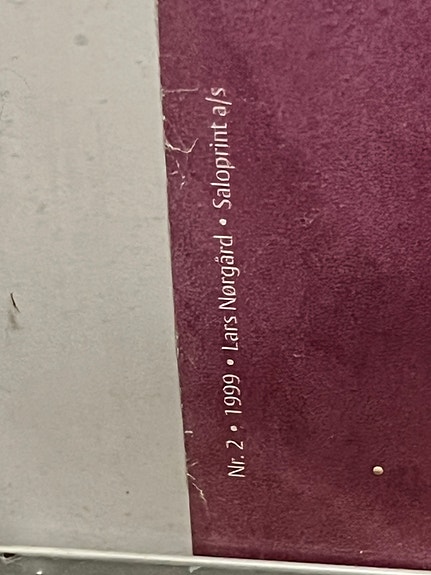 Nr. 2 • 1999 • Lars Nørgård • Saloprint a/s